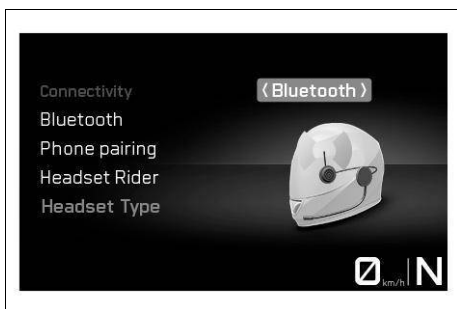 Connectivity
⟨ Bluetooth ⟩
Bluetooth
Phone pairing
Headset Rider
Headset Type
0 km/h | N